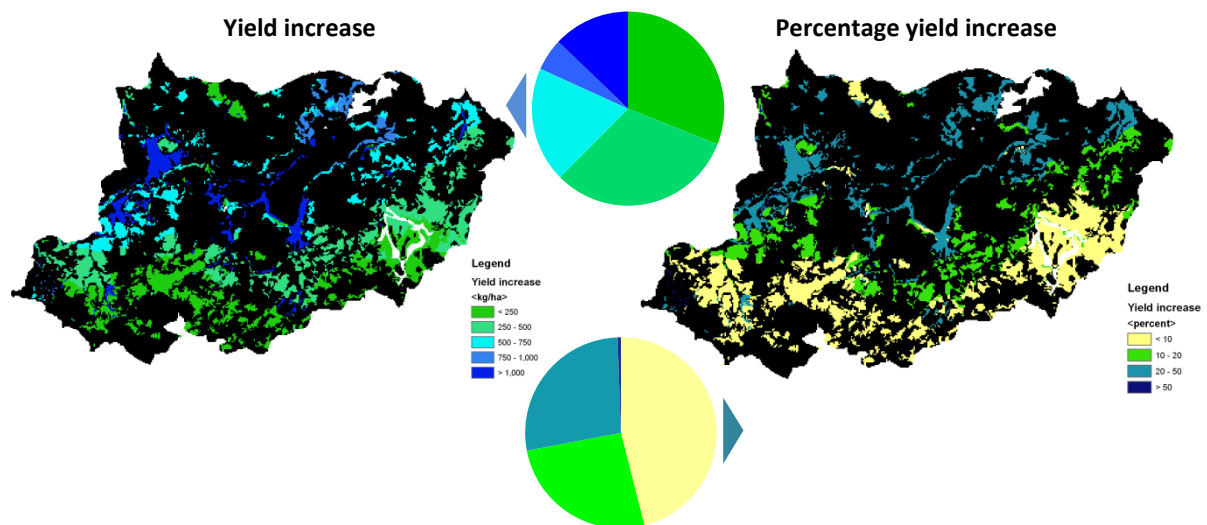 Yield increase
Percentage yield increase
Legend
Yield increase
<kg/ha>
< 250
250 - 500
500 - 750
750 - 1,000
> 1,000
Legend
Yield increase
<percent>
< 10
10 - 20
20 - 50
> 50